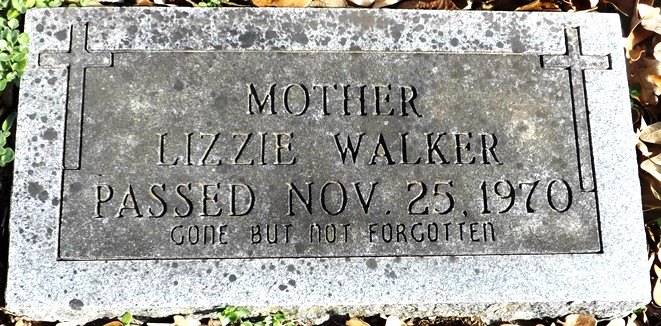 MOTHER
LIZZIE WALKER
PASSED NOV. 25, 1970
GONE BUT NOT FORGOTTEN